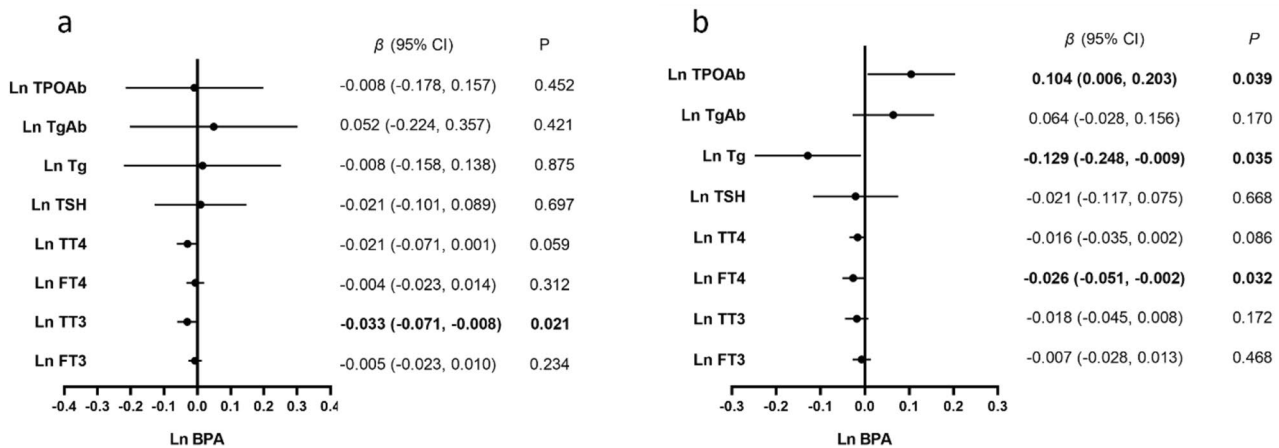 a
β (95% CI) P
Ln TPOAb -0.008 (-0.178, 0.157) 0.452
Ln TgAb 0.052 (-0.224, 0.357) 0.421
Ln Tg -0.008 (-0.158, 0.138) 0.875
Ln TSH -0.021 (-0.101, 0.089) 0.697
Ln TT4 -0.021 (-0.071, 0.001) 0.059
Ln FT4 -0.004 (-0.023, 0.014) 0.312
Ln TT3 -0.033 (-0.071, -0.008) 0.021
Ln FT3 -0.005 (-0.023, 0.010) 0.234
-0.4 -0.3 -0.2 -0.1 0.0 0.1 0.2 0.3
Ln BPA
b
β (95% CI) P
Ln TPOAb 0.104 (0.006, 0.203) 0.039
Ln TgAb 0.064 (-0.028, 0.156) 0.170
Ln Tg -0.129 (-0.248, -0.009) 0.035
Ln TSH -0.021 (-0.117, 0.075) 0.668
Ln TT4 -0.016 (-0.035, 0.002) 0.086
Ln FT4 -0.026 (-0.051, -0.002) 0.032
Ln TT3 -0.018 (-0.045, 0.008) 0.172
Ln FT3 -0.007 (-0.028, 0.013) 0.468
-0.3 -0.2 -0.1 0.0 0.1 0.2 0.3
Ln BPA